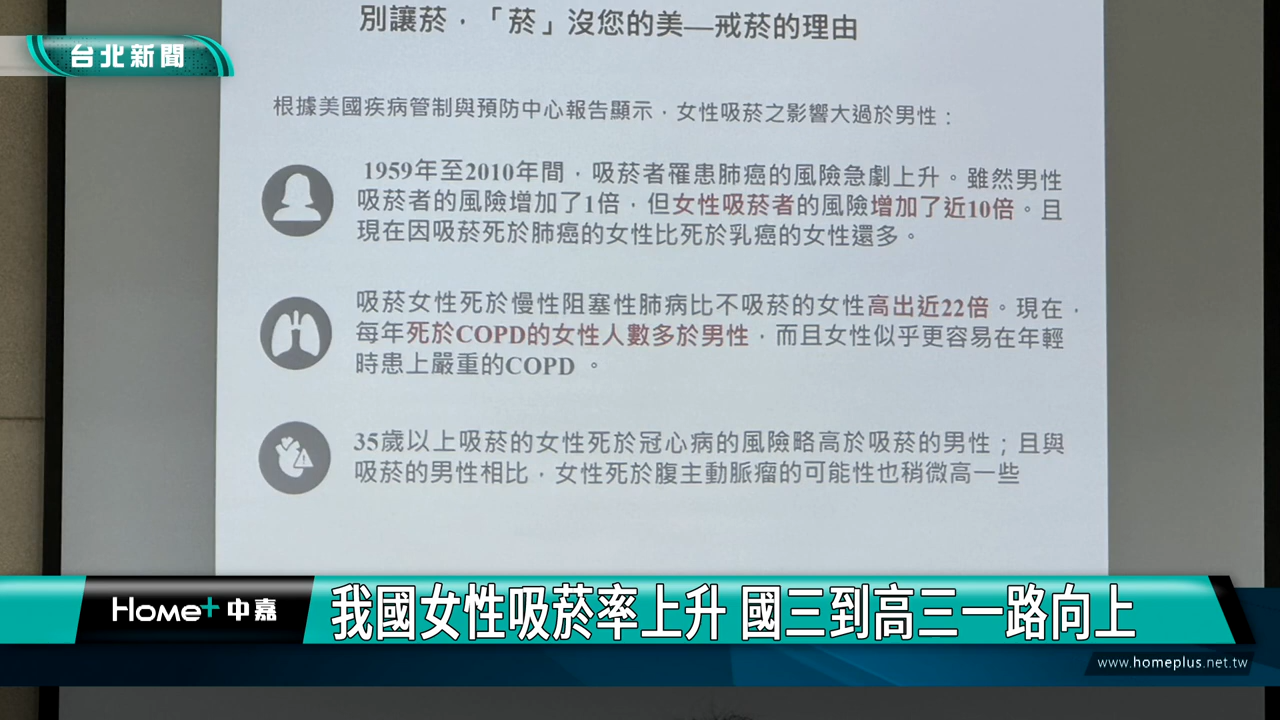 別讓菸，「菸」沒您的美—戒菸的理由
台北新聞
根據美國疾病管制與預防中心報告顯示，女性吸菸之影響大過於男性：
1959年至2010年間，吸菸者罹患肺癌的風險急劇上升。雖然男性
吸菸者的風險增加了1倍，但女性吸菸者的風險增加了近10倍。且
現在因吸菸死於肺癌的女性比死於乳癌的女性還多。
吸菸女性死於慢性阻塞性肺病比不吸菸的女性高出近22倍。現在，
每年死於COPD的女性人數多於男性，而且女性似乎更容易在年輕
時患上嚴重的COPD 。
35歲以上吸菸的女性死於冠心病的風險略高於吸菸的男性；且與
吸菸的男性相比，女性死於腹主動脈瘤的可能性也稍微高一些
Home+ 中嘉
我國女性吸菸率上升 國三到高三一路向上
www.homeplus.net.tw